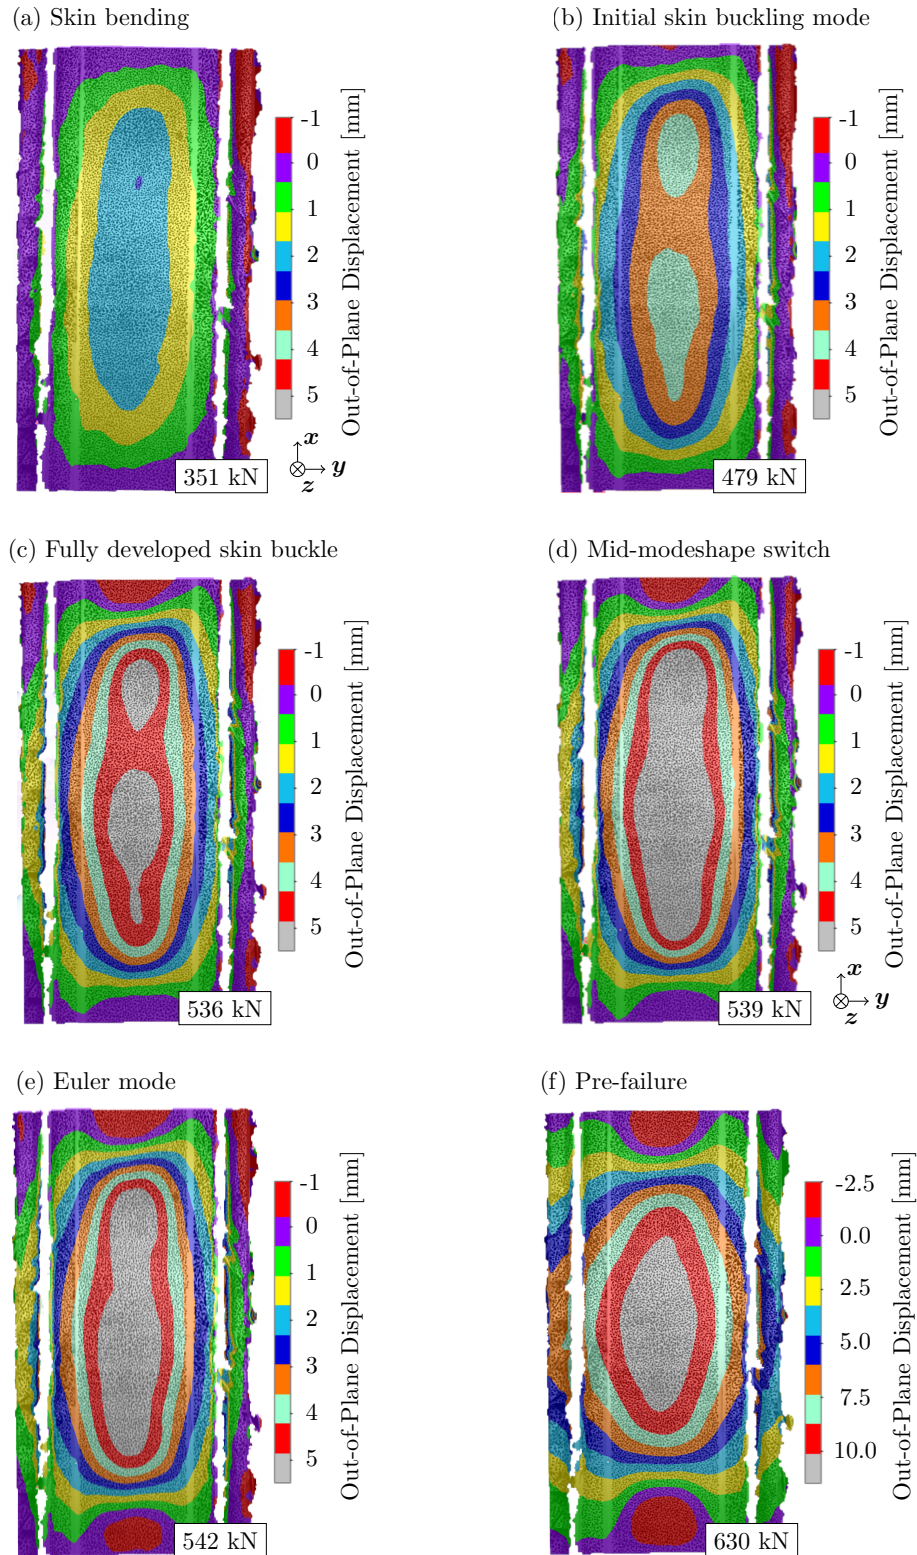 (a) Skin bending
-1
0
1
2
3
4
5
Out-of-Plane Displacement [mm]
x
y
z
351 kN
(b) Initial skin buckling mode
-1
0
1
2
3
4
5
Out-of-Plane Displacement [mm]
479 kN
(c) Fully developed skin buckle
-1
0
1
2
3
4
5
Out-of-Plane Displacement [mm]
536 kN
(d) Mid-modeshape switch
-1
0
1
2
3
4
5
Out-of-Plane Displacement [mm]
x
y
z
539 kN
(e) Euler mode
-1
0
1
2
3
4
5
Out-of-Plane Displacement [mm]
542 kN
(f) Pre-failure
-2.5
0.0
2.5
5.0
7.5
10.0
Out-of-Plane Displacement [mm]
630 kN